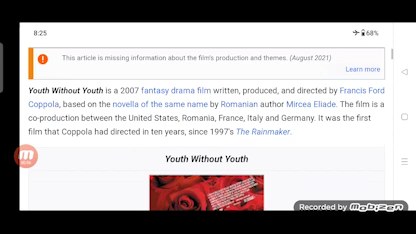 8:25
68%
This article is missing information about the film's production and themes. (August 2021)
Learn more
Youth Without Youth is a 2007 fantasy drama film written, produced, and directed by Francis Ford
Coppola, based on the novella of the same name by Romanian author Mircea Eliade. The film is a
co-production between the United States, Romania, France, Italy and Germany. It was the first
film that Coppola had directed in ten years, since 1997's The Rainmaker.
Youth Without Youth
Recorded by Mobizen